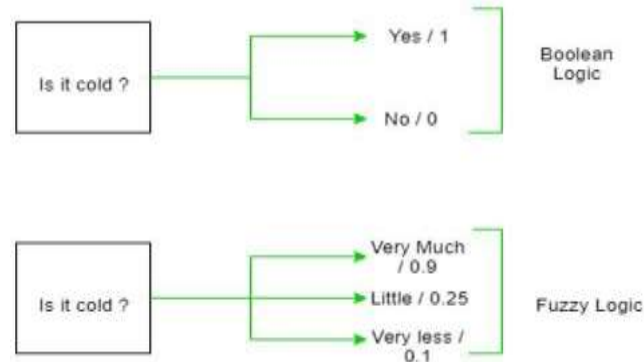 Is it cold ?
Yes / 1
No / 0
Boolean
Logic
Is it cold ?
Very Much
/ 0.9
Little / 0.25
Very less /
0.1
Fuzzy Logic